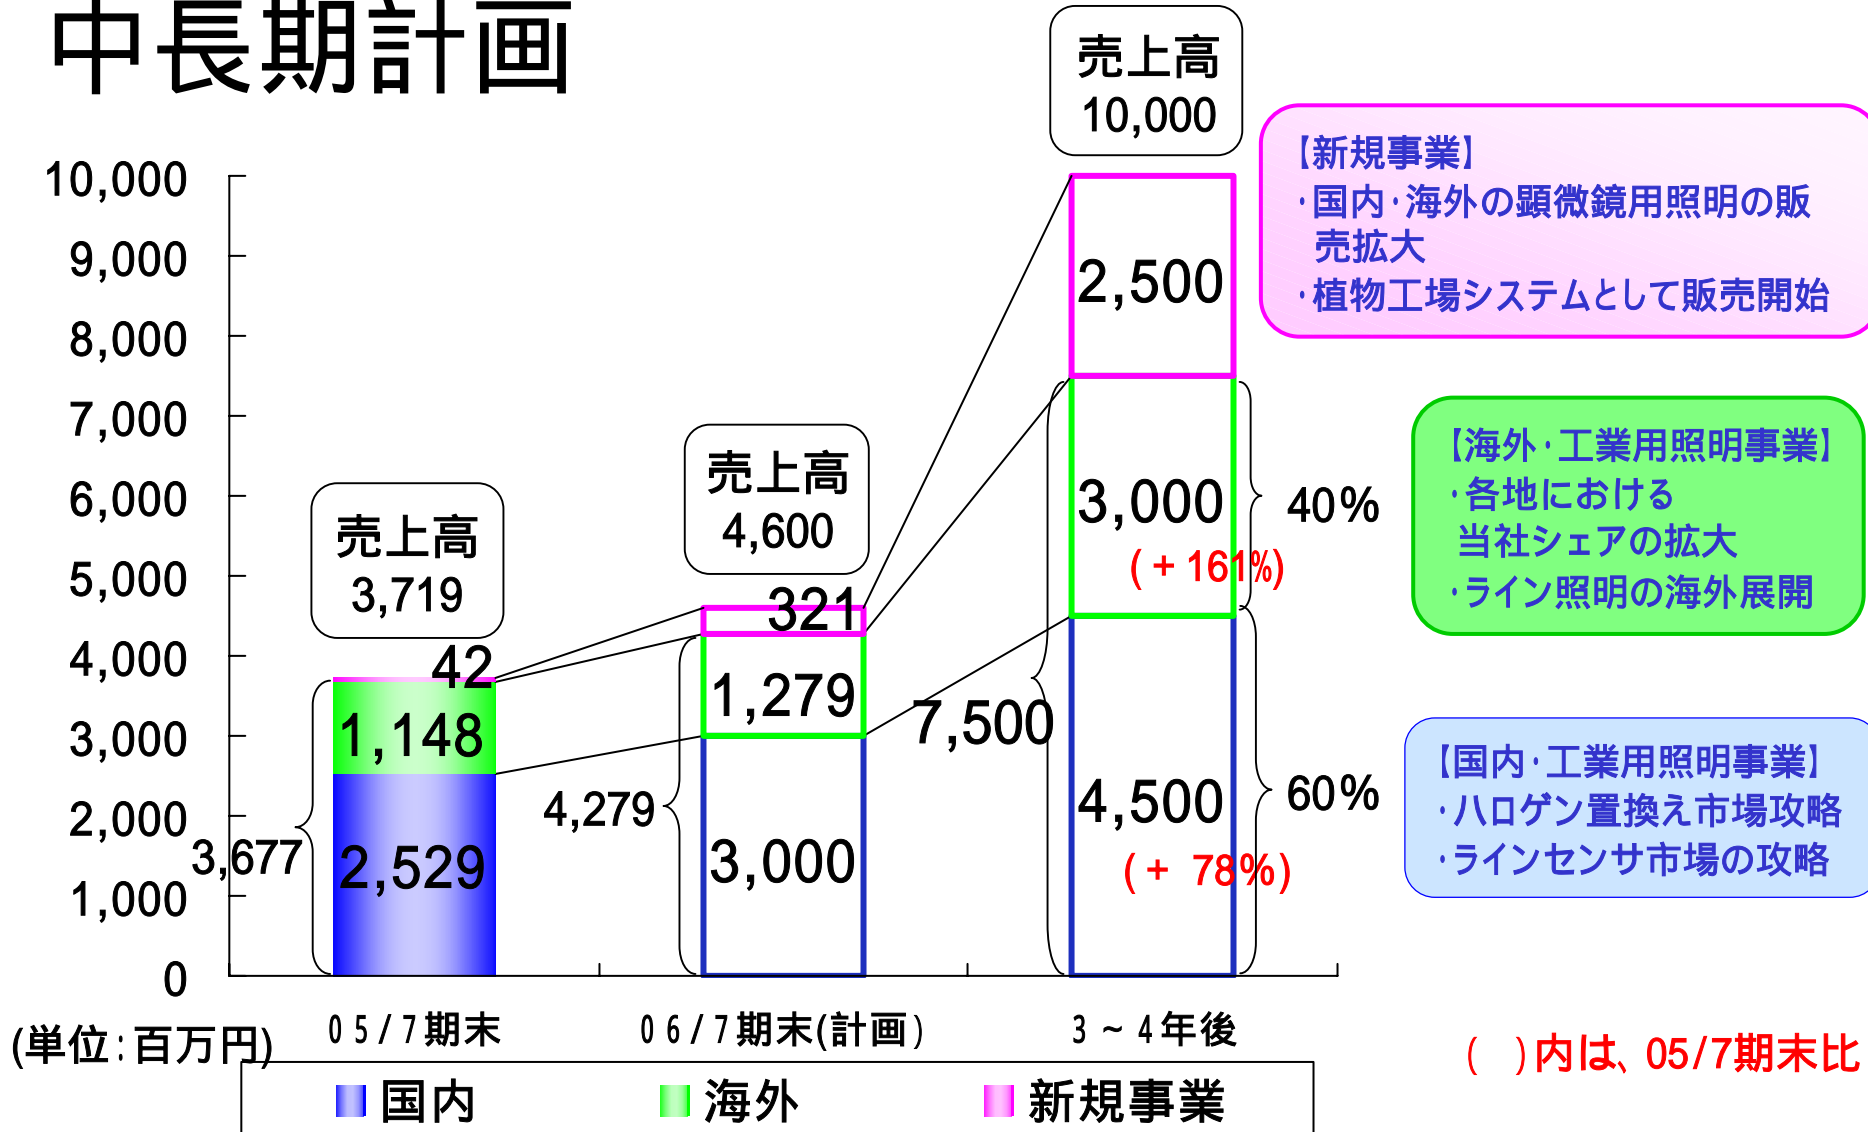 中長期計画
売上高
10,000
【新規事業】
・国内・海外の顕微鏡用照明の販
売拡大
・植物工場システムとして販売開始
10,000
9,000
8,000
7,000
6,000
5,000
4,000
3,000
2,000
1,000
0
2,500
3,000
(+161%)
40%
【海外・工業用照明事業】
・各地における
当社シェアの拡大
・ライン照明の海外展開
売上高
4,600
321
1,279
4,279
3,000
売上高
3,719
42
1,148
3,677
2,529
7,500
4,500
(+ 78%)
60%
【国内・工業用照明事業】
・ハロゲン置換え市場攻略
・ラインセンサ市場の攻略
(単位:百万円)
05/7期末
06/7期末(計画)
3~4年後
( )内は、05/7期末比
国内
海外
新規事業